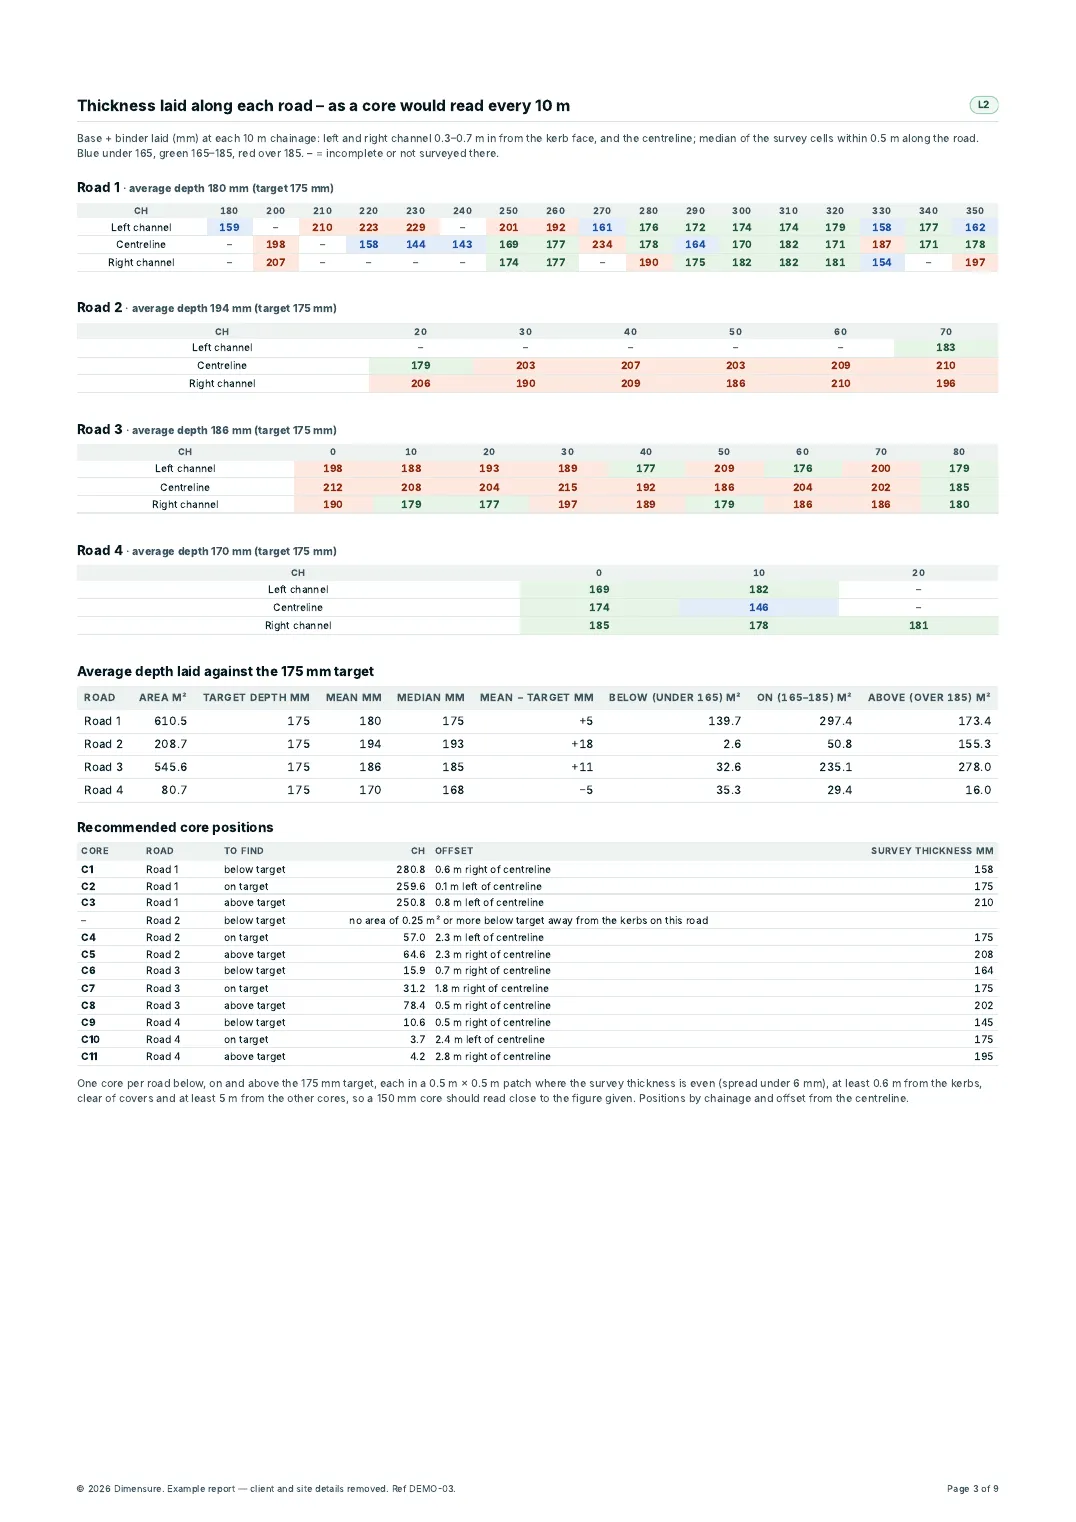 Thickness laid along each road – as a core would read every 10 m L2
Base + binder laid (mm) at each 10 m chainage: left and right channel 0.3–0.7 m in from the kerb face, and the centreline; median of the survey cells within 0.5 m along the road.
Blue under 165, green 165–185, red over 185. – = incomplete or not surveyed there.
Road 1 · average depth 180 mm (target 175 mm)
CH 180 200 210 220 230 240 250 260 270 280 290 300 310 320 330 340 350
Left channel 159 – 210 223 229 – 201 192 161 176 172 174 174 179 158 177 162
Centreline – 198 – 158 144 143 169 177 234 178 164 170 182 171 187 171 178
Right channel – 207 – – – – 174 177 – 190 175 182 182 181 154 – 197
Road 2 · average depth 194 mm (target 175 mm)
CH 20 30 40 50 60 70
Left channel – – – – – 183
Centreline 179 203 207 203 209 210
Right channel 206 190 209 186 210 196
Road 3 · average depth 186 mm (target 175 mm)
CH 0 10 20 30 40 50 60 70 80
Left channel 198 188 193 189 177 209 176 200 179
Centreline 212 208 204 215 192 186 204 202 185
Right channel 190 179 177 197 189 179 186 186 180
Road 4 · average depth 170 mm (target 175 mm)
CH 0 10 20
Left channel 169 182 –
Centreline 174 146 –
Right channel 185 178 181
Average depth laid against the 175 mm target
ROAD AREA M² TARGET DEPTH MM MEAN MM MEDIAN MM MEAN − TARGET MM BELOW (UNDER 165) M² ON (165–185) M² ABOVE (OVER 185) M²
Road 1 610.5 175 180 175 +5 139.7 297.4 173.4
Road 2 208.7 175 194 193 +18 2.6 50.8 155.3
Road 3 545.6 175 186 185 +11 32.6 235.1 278.0
Road 4 80.7 175 170 168 −5 35.3 29.4 16.0
Recommended core positions
CORE ROAD TO FIND CH OFFSET SURVEY THICKNESS MM
C1 Road 1 below target 280.8 0.6 m right of centreline 158
C2 Road 1 on target 259.6 0.1 m left of centreline 175
C3 Road 1 above target 250.8 0.8 m left of centreline 210
– Road 2 below target no area of 0.25 m² or more below target away from the kerbs on this road
C4 Road 2 on target 57.0 2.3 m left of centreline 175
C5 Road 2 above target 64.6 2.3 m right of centreline 208
C6 Road 3 below target 15.9 0.7 m right of centreline 164
C7 Road 3 on target 31.2 1.8 m right of centreline 175
C8 Road 3 above target 78.4 0.5 m right of centreline 202
C9 Road 4 below target 10.6 0.5 m right of centreline 145
C10 Road 4 on target 3.7 2.4 m left of centreline 175
C11 Road 4 above target 4.2 2.8 m right of centreline 195
One core per road below, on and above the 175 mm target, each in a 0.5 m × 0.5 m patch where the survey thickness is even (spread under 6 mm), at least 0.6 m from the kerbs,
clear of covers and at least 5 m from the other cores, so a 150 mm core should read close to the figure given. Positions by chainage and offset from the centreline.
© 2026 Dimensure. Example report — client and site details removed. Ref DEMO-03. Page 3 of 9